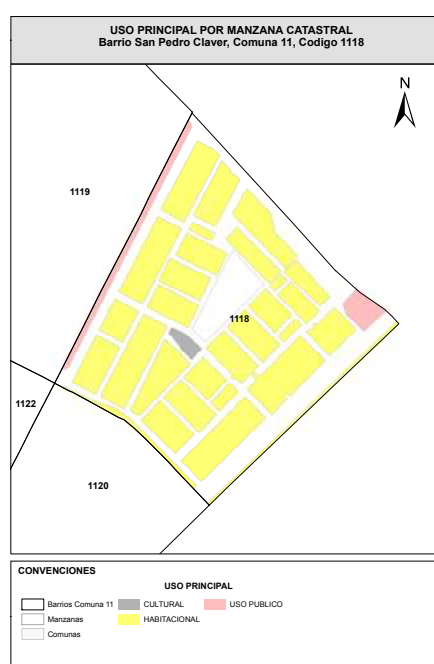 USO PRINCIPAL POR MANZANA CATASTRAL
Barrio San Pedro Claver, Comuna 11, Codigo 1118
N
1119
1118
1122
1120
CONVENCIONES
USO PRINCIPAL
Barrios Comuna 11 CULTURAL USO PUBLICO
Manzanas HABITACIONAL
Comunas